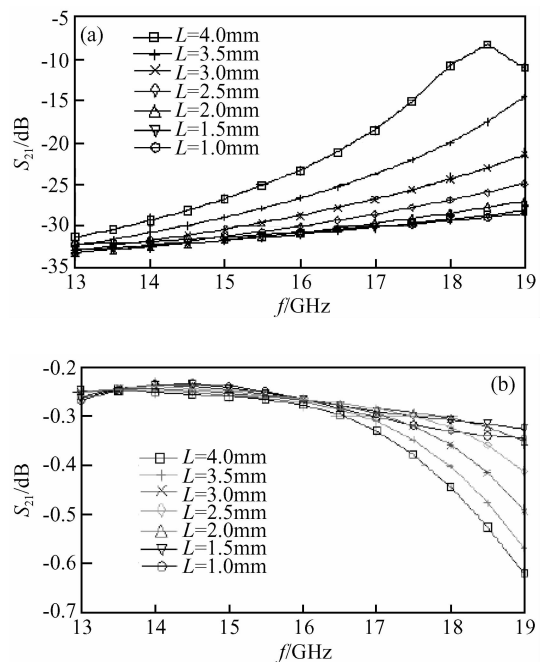 (a)
L=4.0mm
L=3.5mm
L=3.0mm
L=2.5mm
L=2.0mm
L=1.5mm
L=1.0mm
S21/dB
-5
-10
-15
-20
-25
-30
-35
13 14 15 16 17 18 19
f/GHz
(b)
S21/dB
-0.2
-0.3
-0.4
-0.5
-0.6
-0.7
L=4.0mm
L=3.5mm
L=3.0mm
L=2.5mm
L=2.0mm
L=1.5mm
L=1.0mm
13 14 15 16 17 18 19
f/GHz